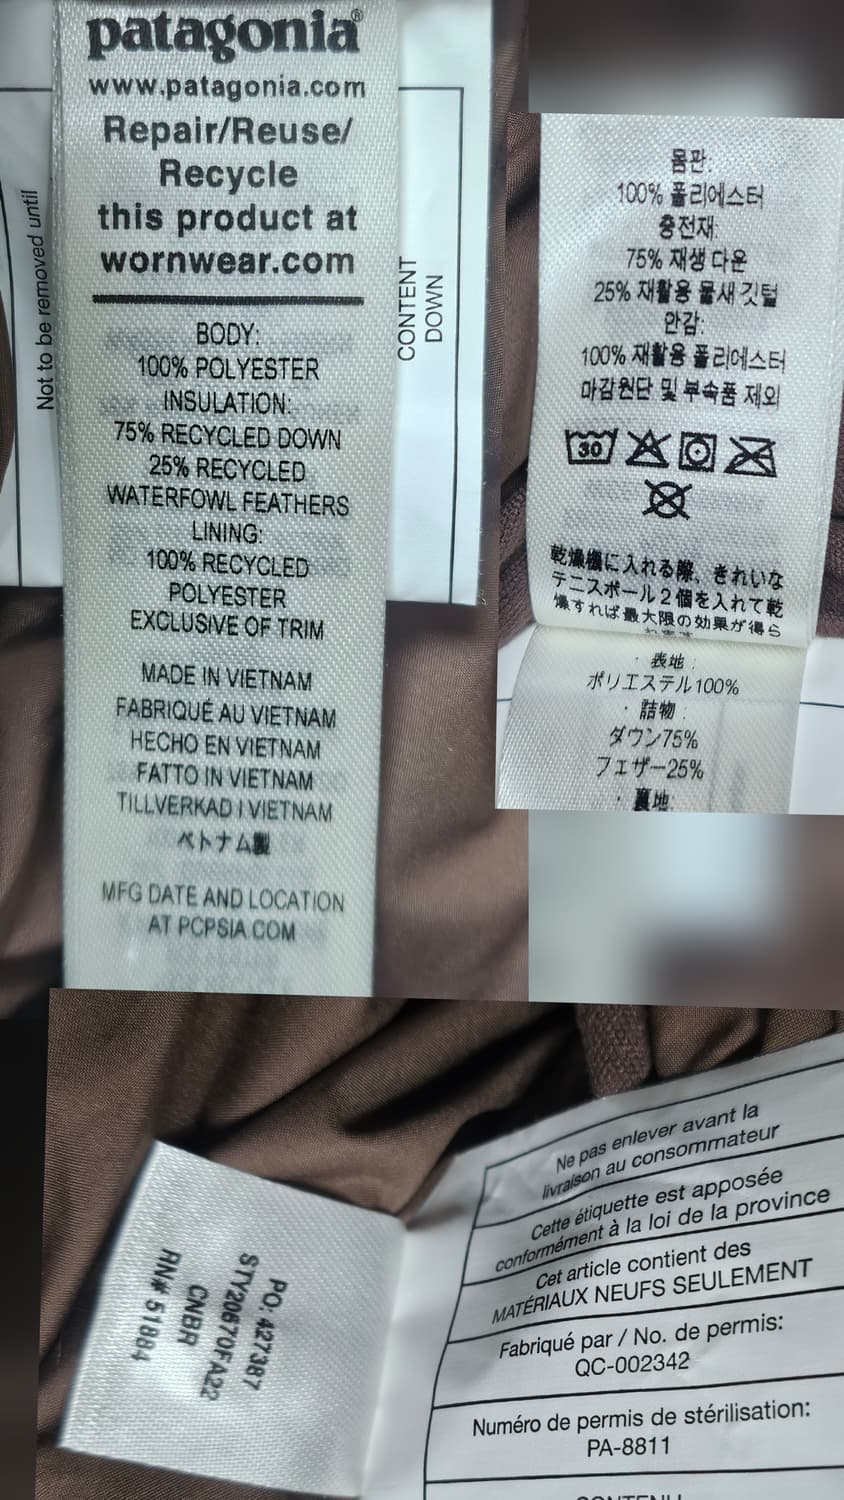 patagonia®
www.patagonia.com
Repair/Reuse/
Recycle
this product at
wornwear.com
BODY:
100% POLYESTER
INSULATION:
75% RECYCLED DOWN
25% RECYCLED
WATERFOWL FEATHERS
LINING:
100% RECYCLED
POLYESTER
EXCLUSIVE OF TRIM
MADE IN VIETNAM
FABRIQUÉ AU VIETNAM
HECHO EN VIETNAM
FATTO IN VIETNAM
TILLVERKAD I VIETNAM
ベトナム製
MFG DATE AND LOCATION
AT PCPSIA.COM
Not to be removed until
CONTENT
DOWN
몸판:
100% 폴리에스터
충전재:
75% 재생 다운
25% 재활용 물새 깃털
안감:
100% 재활용 폴리에스터
마감원단 및 부속품 제외
30
乾燥機に入れる際、きれいな
テニスボール2個を入れて乾
燥すれば最大限の効果が得ら
れます
・表地:
ポリエステル100%
・詰物:
ダウン75%
フェザー25%
・裏地:
PO: 427387
STY20670FA22
CNBR
RN# 51884
Ne pas enlever avant la
livraison au consommateur
Cette étiquette est apposée
conformément à la loi de la province
Cet article contient des
MATÉRIAUX NEUFS SEULEMENT
Fabriqué par / No. de permis:
QC-002342
Numéro de permis de stérilisation:
PA-8811
CONTENU